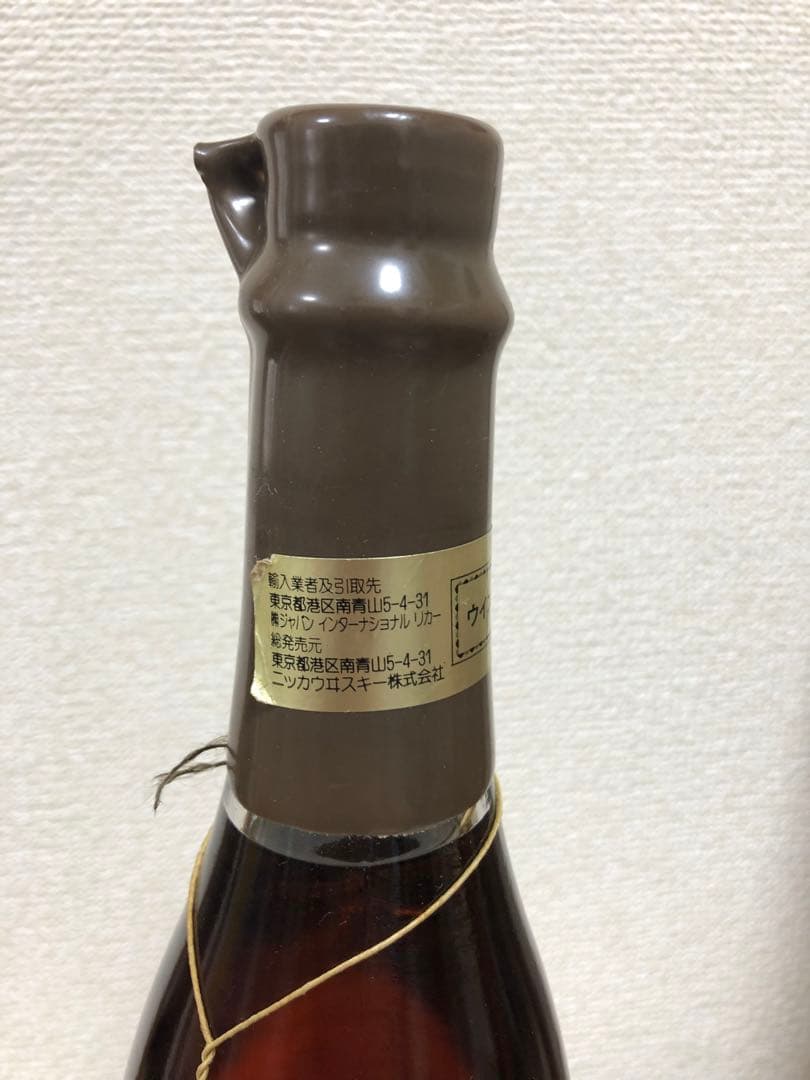 輸入業者及引取先
東京都港区南青山5-4-31
㈱ジャパン インターナショナル リカー
総発売元
東京都港区南青山5-4-31
ニッカウヰスキー株式会社
ウイ